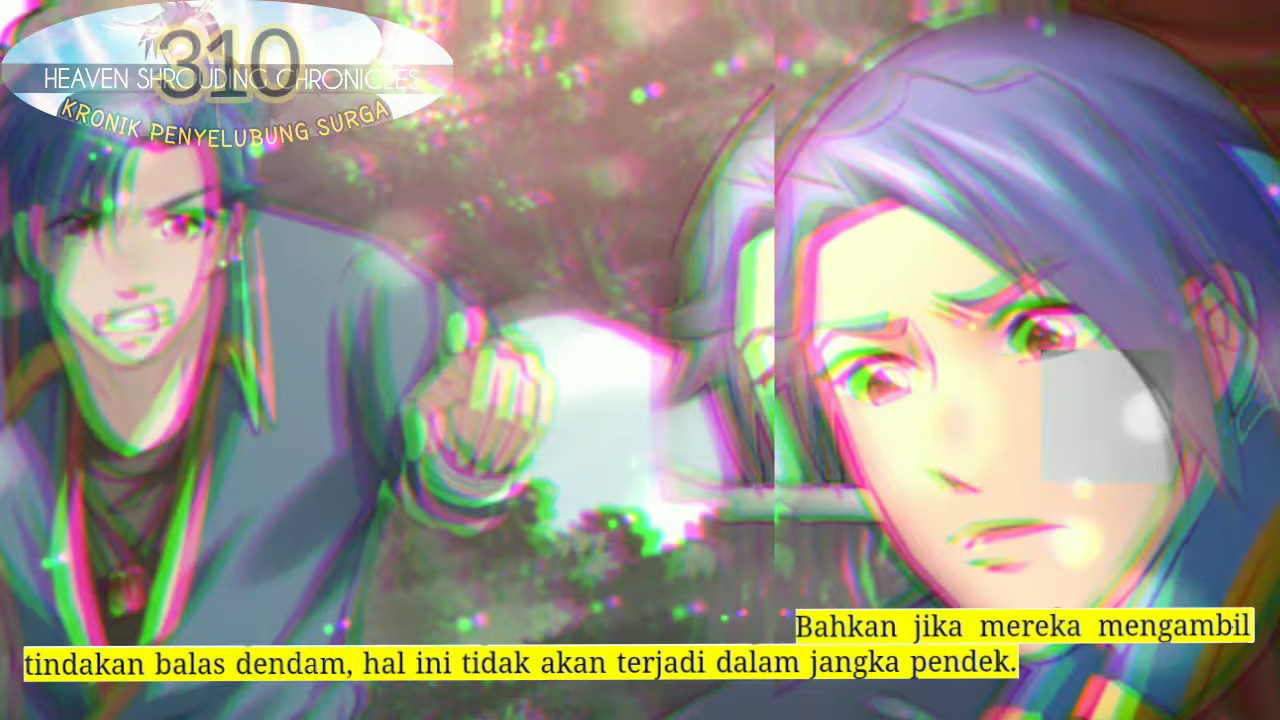 310
HEAVEN SHROUDING CHRONICLES
KRONIK PENYELUBUNG SURGA
Bahkan jika mereka mengambil
tindakan balas dendam, hal ini tidak akan terjadi dalam jangka pendek.